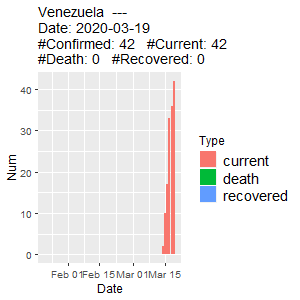 Venezuela  ---
Date: 2020-03-19
#Confirmed: 42   #Current: 42
#Death: 0   #Recovered: 0
40
30
20
10
0
Num
Feb 01 Feb 15 Mar 01 Mar 15
Date
Type
current
death
recovered